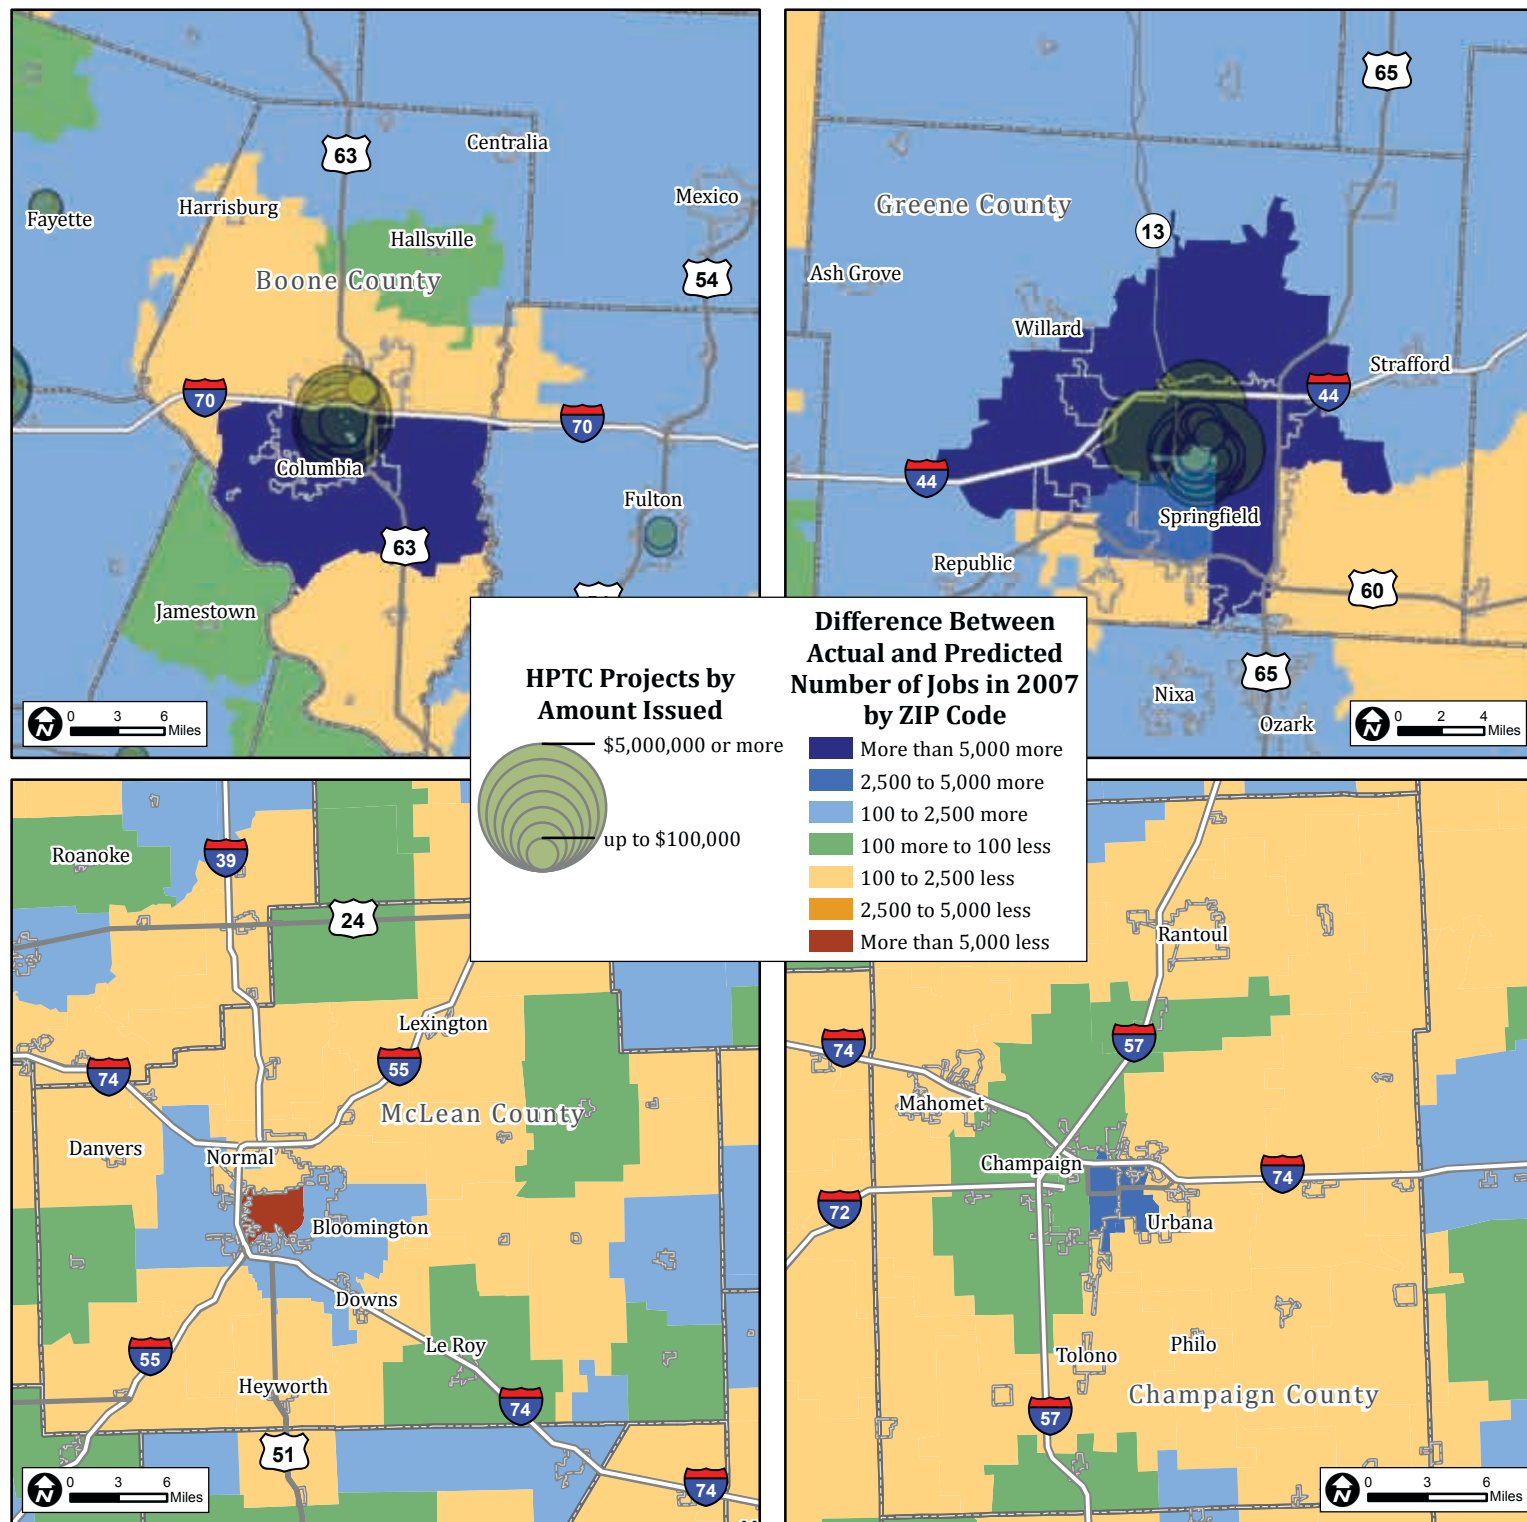 63
Centralia
Mexico
Harrisburg
Fayette
Hallsville
Boone County
54
70
70
Columbia
Fulton
63
Jamestown
N
0 3 6
Miles
65
Greene County
13
Ash Grove
Willard
Strafford
44
44
Springfield
Republic
60
65
Nixa
Ozark
N
0 2 4
Miles
HPTC Projects by
Amount Issued
$5,000,000 or more
up to $100,000
Difference Between
Actual and Predicted
Number of Jobs in 2007
by ZIP Code
More than 5,000 more
2,500 to 5,000 more
100 to 2,500 more
100 more to 100 less
100 to 2,500 less
2,500 to 5,000 less
More than 5,000 less
Roanoke
39
24
Lexington
74
55
McLean County
Danvers
Normal
Bloomington
Downs
55
Le Roy
Heyworth
74
51
74
N
0 3 6
Miles
Rantoul
57
74
Mahomet
Champaign
74
72
Urbana
Tolono
Philo
Champaign County
57
N
0 3 6
Miles